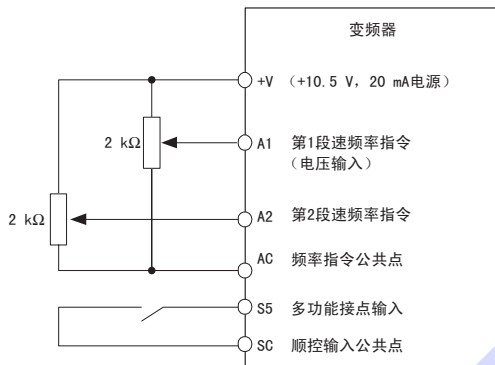 变频器
+V （+10.5 V，20 mA电源）
2 kΩ
A1 第1段速频率指令
（电压输入）
2 kΩ
A2 第2段速频率指令
AC 频率指令公共点
S5 多功能接点输入
SC 顺控输入公共点